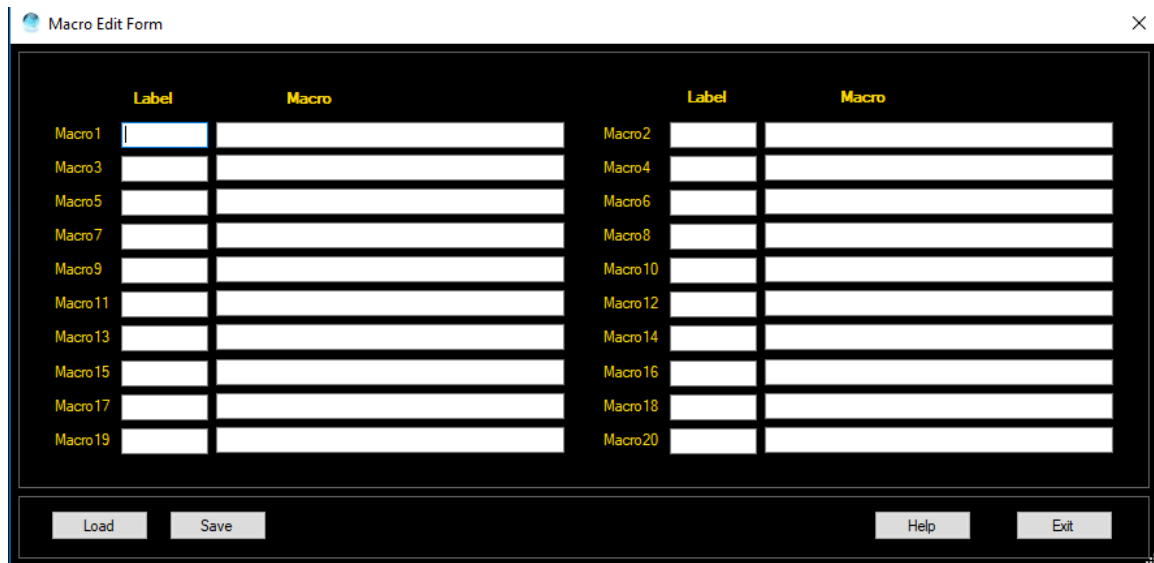 Macro Edit Form
Label Macro Label Macro
Macro1 Macro2
Macro3 Macro4
Macro5 Macro6
Macro7 Macro8
Macro9 Macro10
Macro11 Macro12
Macro13 Macro14
Macro15 Macro16
Macro17 Macro18
Macro19 Macro20
Load Save Help Exit